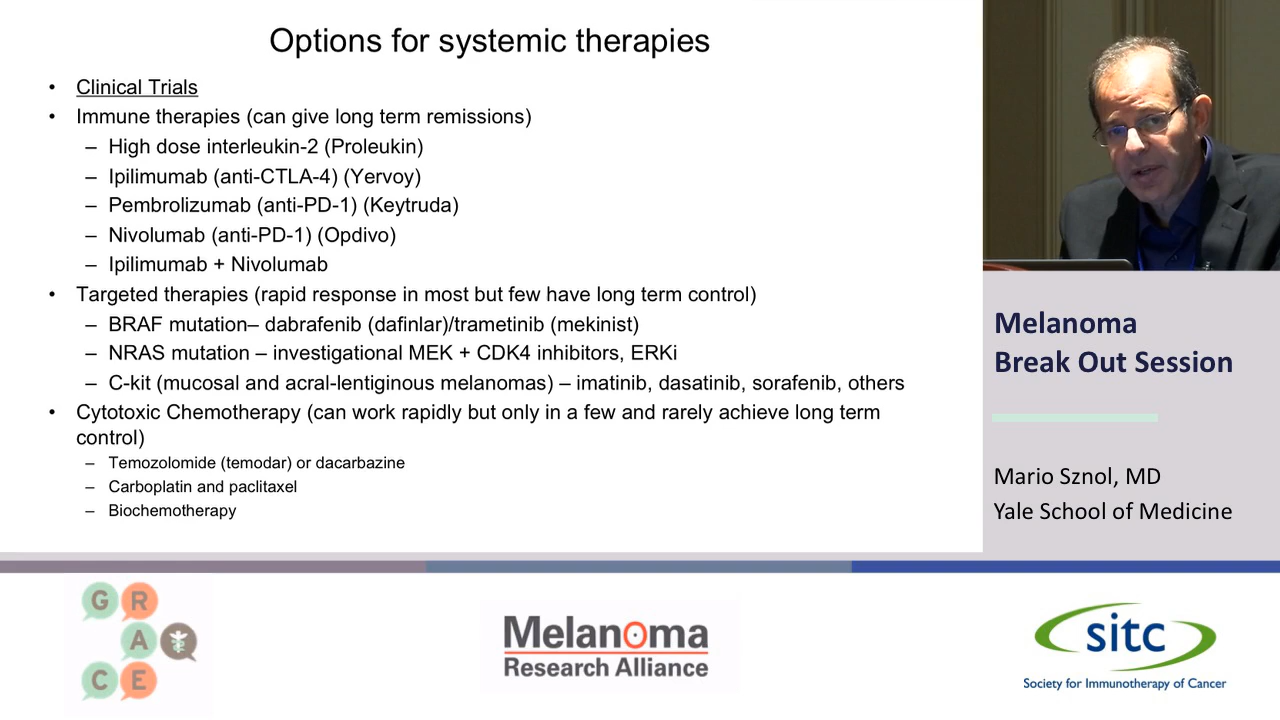 Options for systemic therapies
• Clinical Trials
• Immune therapies (can give long term remissions)
– High dose interleukin-2 (Proleukin)
– Ipilimumab (anti-CTLA-4) (Yervoy)
– Pembrolizumab (anti-PD-1) (Keytruda)
– Nivolumab (anti-PD-1) (Opdivo)
– Ipilimumab + Nivolumab
• Targeted therapies (rapid response in most but few have long term control)
– BRAF mutation– dabrafenib (dafinlar)/trametinib (mekinist)
– NRAS mutation – investigational MEK + CDK4 inhibitors, ERKi
– C-kit (mucosal and acral-lentiginous melanomas) – imatinib, dasatinib, sorafenib, others
• Cytotoxic Chemotherapy (can work rapidly but only in a few and rarely achieve long term
control)
– Temozolomide (temodar) or dacarbazine
– Carboplatin and paclitaxel
– Biochemotherapy
Melanoma
Break Out Session
Mario Sznol, MD
Yale School of Medicine
G R
A
C E
Melanoma
Research Alliance
sitc
Society for Immunotherapy of Cancer